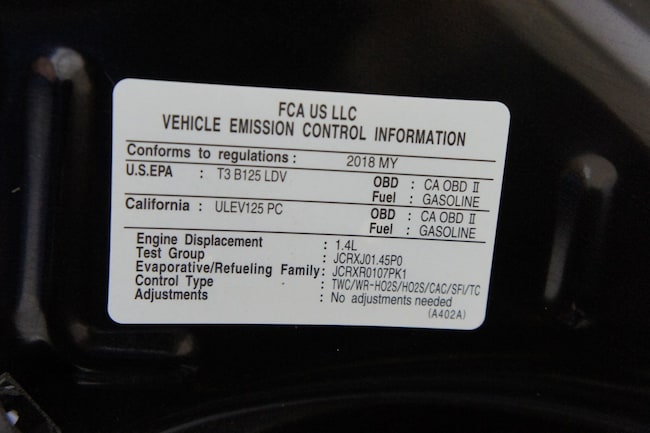 FCA US LLC
VEHICLE EMISSION CONTROL INFORMATION
Conforms to regulations : 2018 MY
U.S.EPA : T3 B125 LDV OBD : CA OBD II
Fuel : GASOLINE
California : ULEV125 PC OBD : CA OBD II
Fuel : GASOLINE
Engine Displacement : 1.4L
Test Group : JCRXJ01.45P0
Evaporative/Refueling Family: JCRXR0107PK1
Control Type : TWC/WR-HO2S/HO2S/CAC/SFI/TC
Adjustments : No adjustments needed
(A402A)